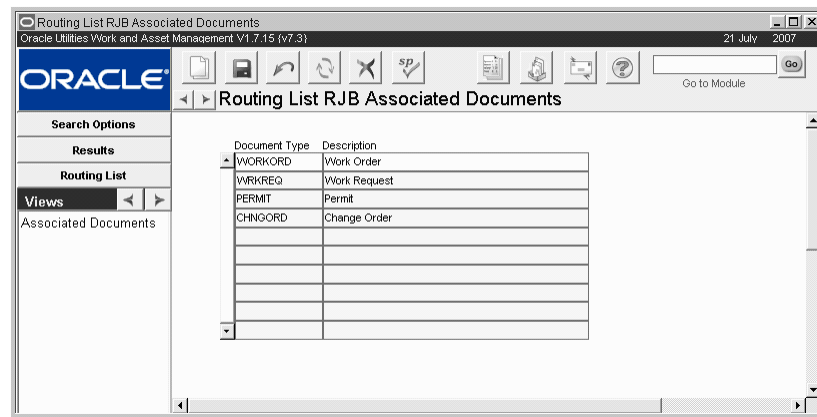 Routing List RJB Associated Documents
Oracle Utilities Work and Asset Management V1.7.15 {v7.3} 21 July 2007
ORACLE®
sp
Go
Go to Module
Routing List RJB Associated Documents
Search Options
Results
Routing List
Views
Associated Documents
Document Type Description
WORKORD Work Order
WRKREQ Work Request
PERMIT Permit
CHNGORD Change Order